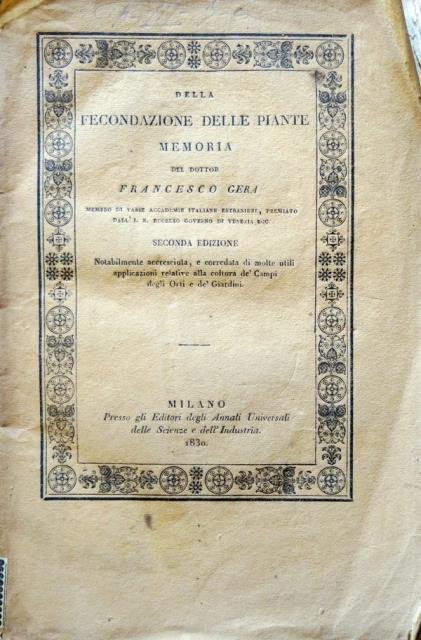 DELLA
FECONDAZIONE DELLE PIANTE
MEMORIA
DEL DOTTOR
FRANCESCO GERA
MEMBRO DI VARIE ACCADEMIE ITALIANE ESTRANIERE, PREMIATO
DALL'I. R. ECCELSO GOVERNO DI VENEZIA ECC.
SECONDA EDIZIONE
Notabilmente accresciuta, e corredata di molte utili
applicazioni relative alla coltura de' Campi
degli Orti e de' Giardini.
MILANO
Presso gli Editori degli Annali Universali
delle Scienze e dell'Industria.
1830.